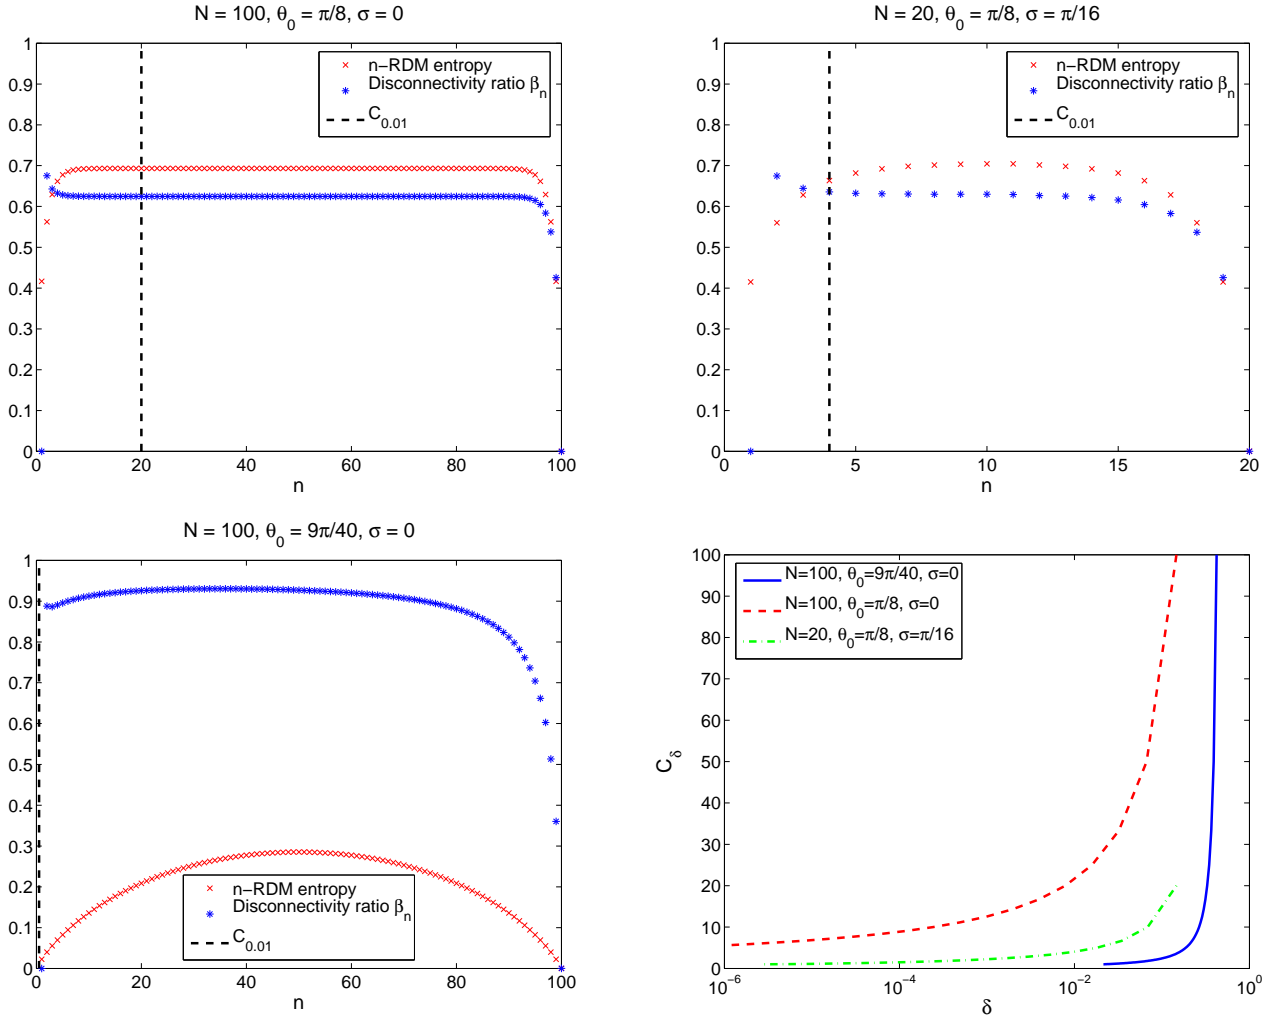 N = 100, θ0 = π/8, σ = 0
1
0.9
0.8
0.7
0.6
0.5
0.4
0.3
0.2
0.1
0
n−RDM entropy
Disconnectivity ratio βn
C0.01
0 20 40 60 80 100
n
N = 20, θ0 = π/8, σ = π/16
1
0.9
0.8
0.7
0.6
0.5
0.4
0.3
0.2
0.1
0
n−RDM entropy
Disconnectivity ratio βn
C0.01
0 5 10 15 20
n
N = 100, θ0 = 9π/40, σ = 0
1
0.9
0.8
0.7
0.6
0.5
0.4
0.3
0.2
0.1
0
n−RDM entropy
Disconnectivity ratio βn
C0.01
0 20 40 60 80 100
n
100
90
80
70
60
50
40
30
20
10
0
Cδ
N=100, θ0=9π/40, σ=0
N=100, θ0=π/8, σ=0
N=20, θ0=π/8, σ=π/16
10−6 10−4 10−2 100
δ